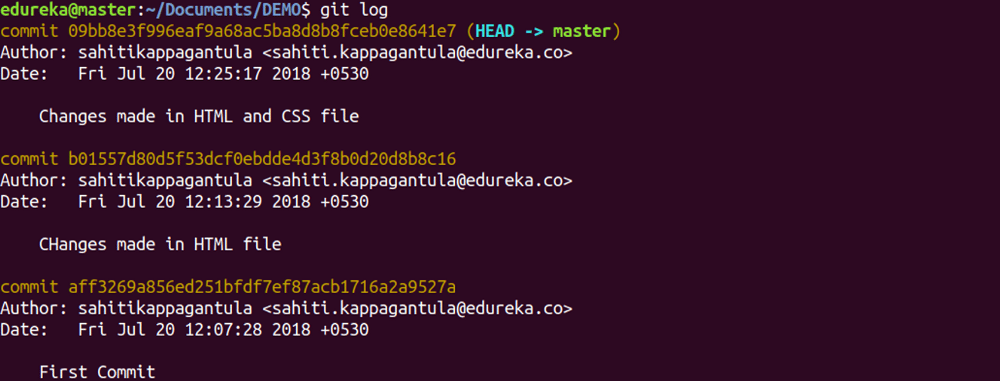 edureka@master:~/Documents/DEMO$ git log
commit 09bb8e3f996eaf9a68ac5ba8d8b8fceb0e8641e7 (HEAD -> master)
Author: sahitikappagantula <sahiti.kappagantula@edureka.co>
Date:   Fri Jul 20 12:25:17 2018 +0530
    Changes made in HTML and CSS file
commit b01557d80d5f53dcf0ebdde4d3f8b0d20d8b8c16
Author: sahitikappagantula <sahiti.kappagantula@edureka.co>
Date:   Fri Jul 20 12:13:29 2018 +0530
    CHanges made in HTML file
commit aff3269a856ed251bfdf7ef87acb1716a2a9527a
Author: sahitikappagantula <sahiti.kappagantula@edureka.co>
Date:   Fri Jul 20 12:07:28 2018 +0530
    First Commit